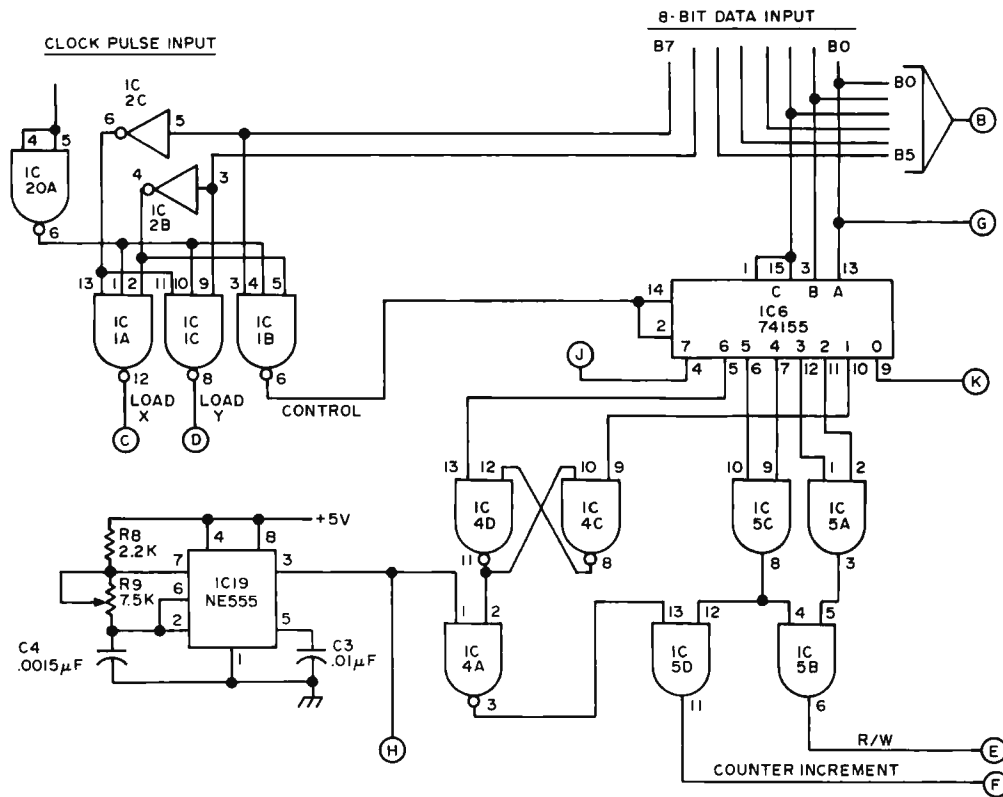 8-BIT DATA INPUT
CLOCK PULSE INPUT
B7
B0
IC
2C
6
5
B0
B
4
5
IC
20A
4
3
B5
IC
2B
6
G
13
1
2
11
10
9
3
4
5
1
15
3
13
C
B
A
IC
1A
IC
1C
IC
1B
14
2
IC6
74155
7
6
5
4
3
2
1
0
J
4
5
6
7
12
11
10
9
K
12
8
6
LOAD
X
LOAD
Y
CONTROL
C
D
13
12
10
9
10
9
1
2
IC
4D
IC
4C
IC
5C
IC
5A
+5V
R8
2.2K
4
8
11
8
8
3
7
3
R9
7.5K
6
IC19
NE555
2
5
1
2
13
12
4
5
C4
.0015µF
1
C3
.01µF
IC
4A
IC
5D
IC
5B
3
11
6
H
R/W
E
COUNTER INCREMENT
F